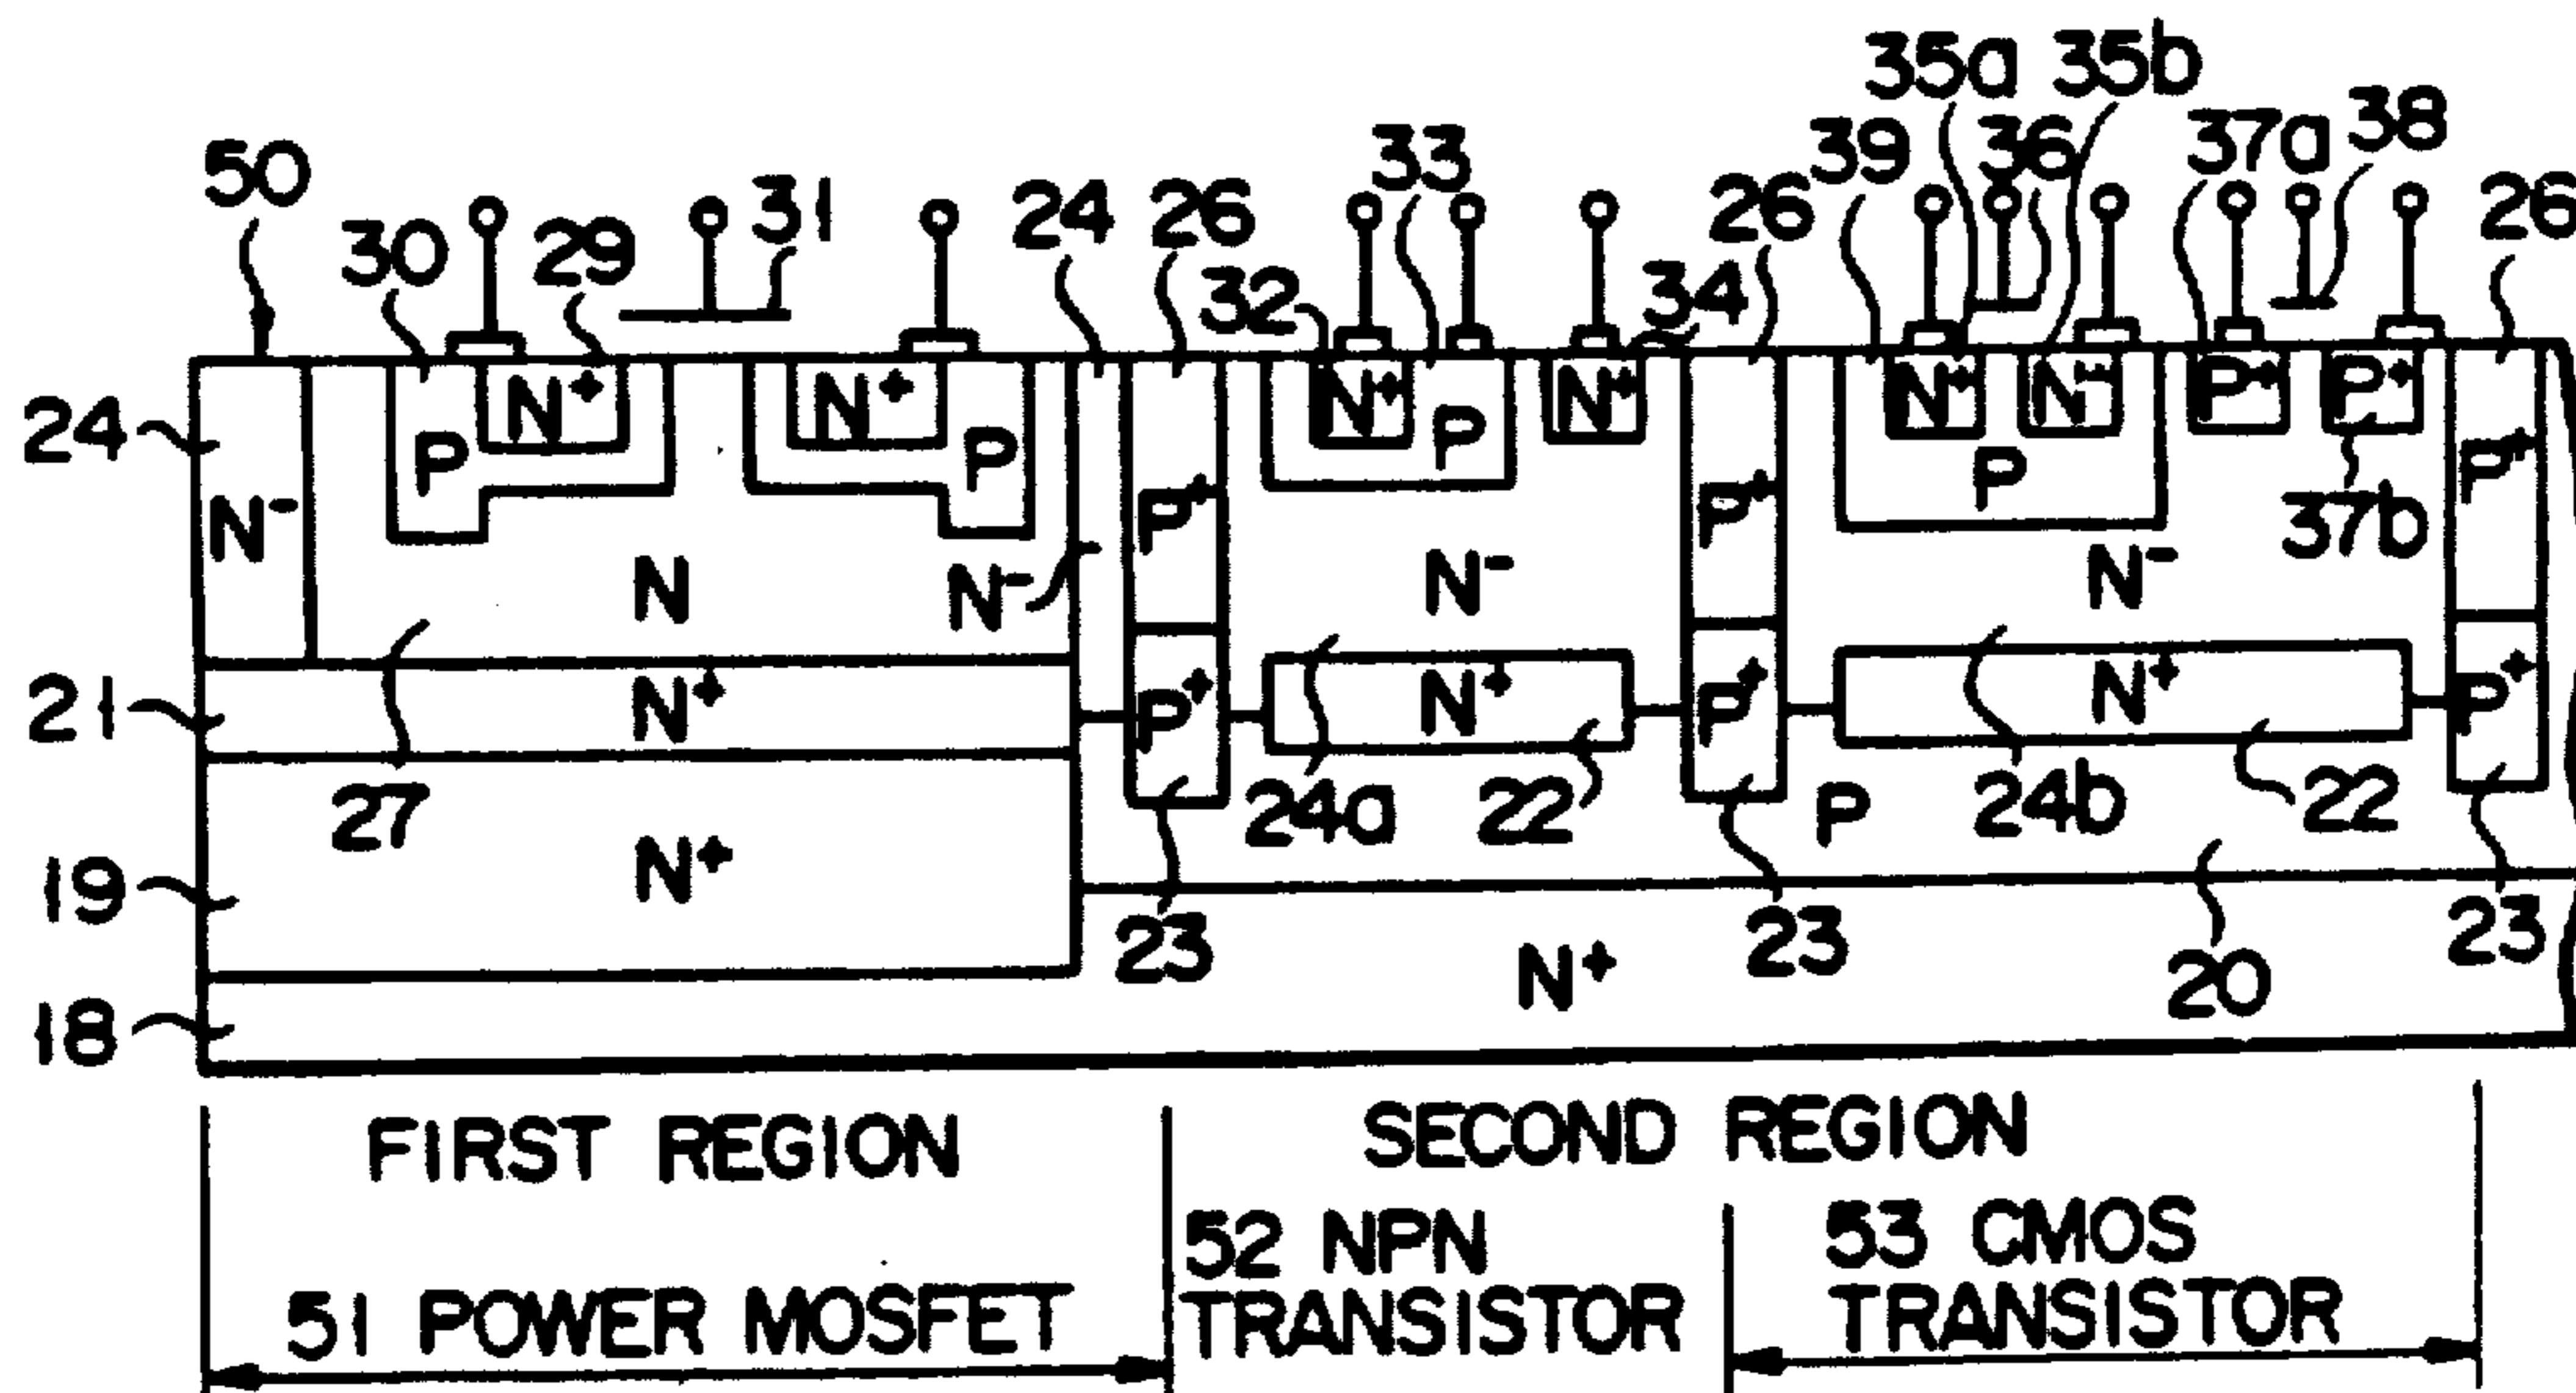 35a 35b
39 36 37a 38
50 33
30 29 31 24 26 32 34 26 26
24 N- P N+ N+ P N+ P N+ N+ N- P+ P+
P+ P+ P P+
N N- N- N- 37b
21 N+ P+ N+ P+ N+ P+
27 24a 22 P 24b 22
19 N+
23 23 20 23
18 N+
FIRST REGION SECOND REGION
51 POWER MOSFET
52 NPN
TRANSISTOR
53 CMOS
TRANSISTOR